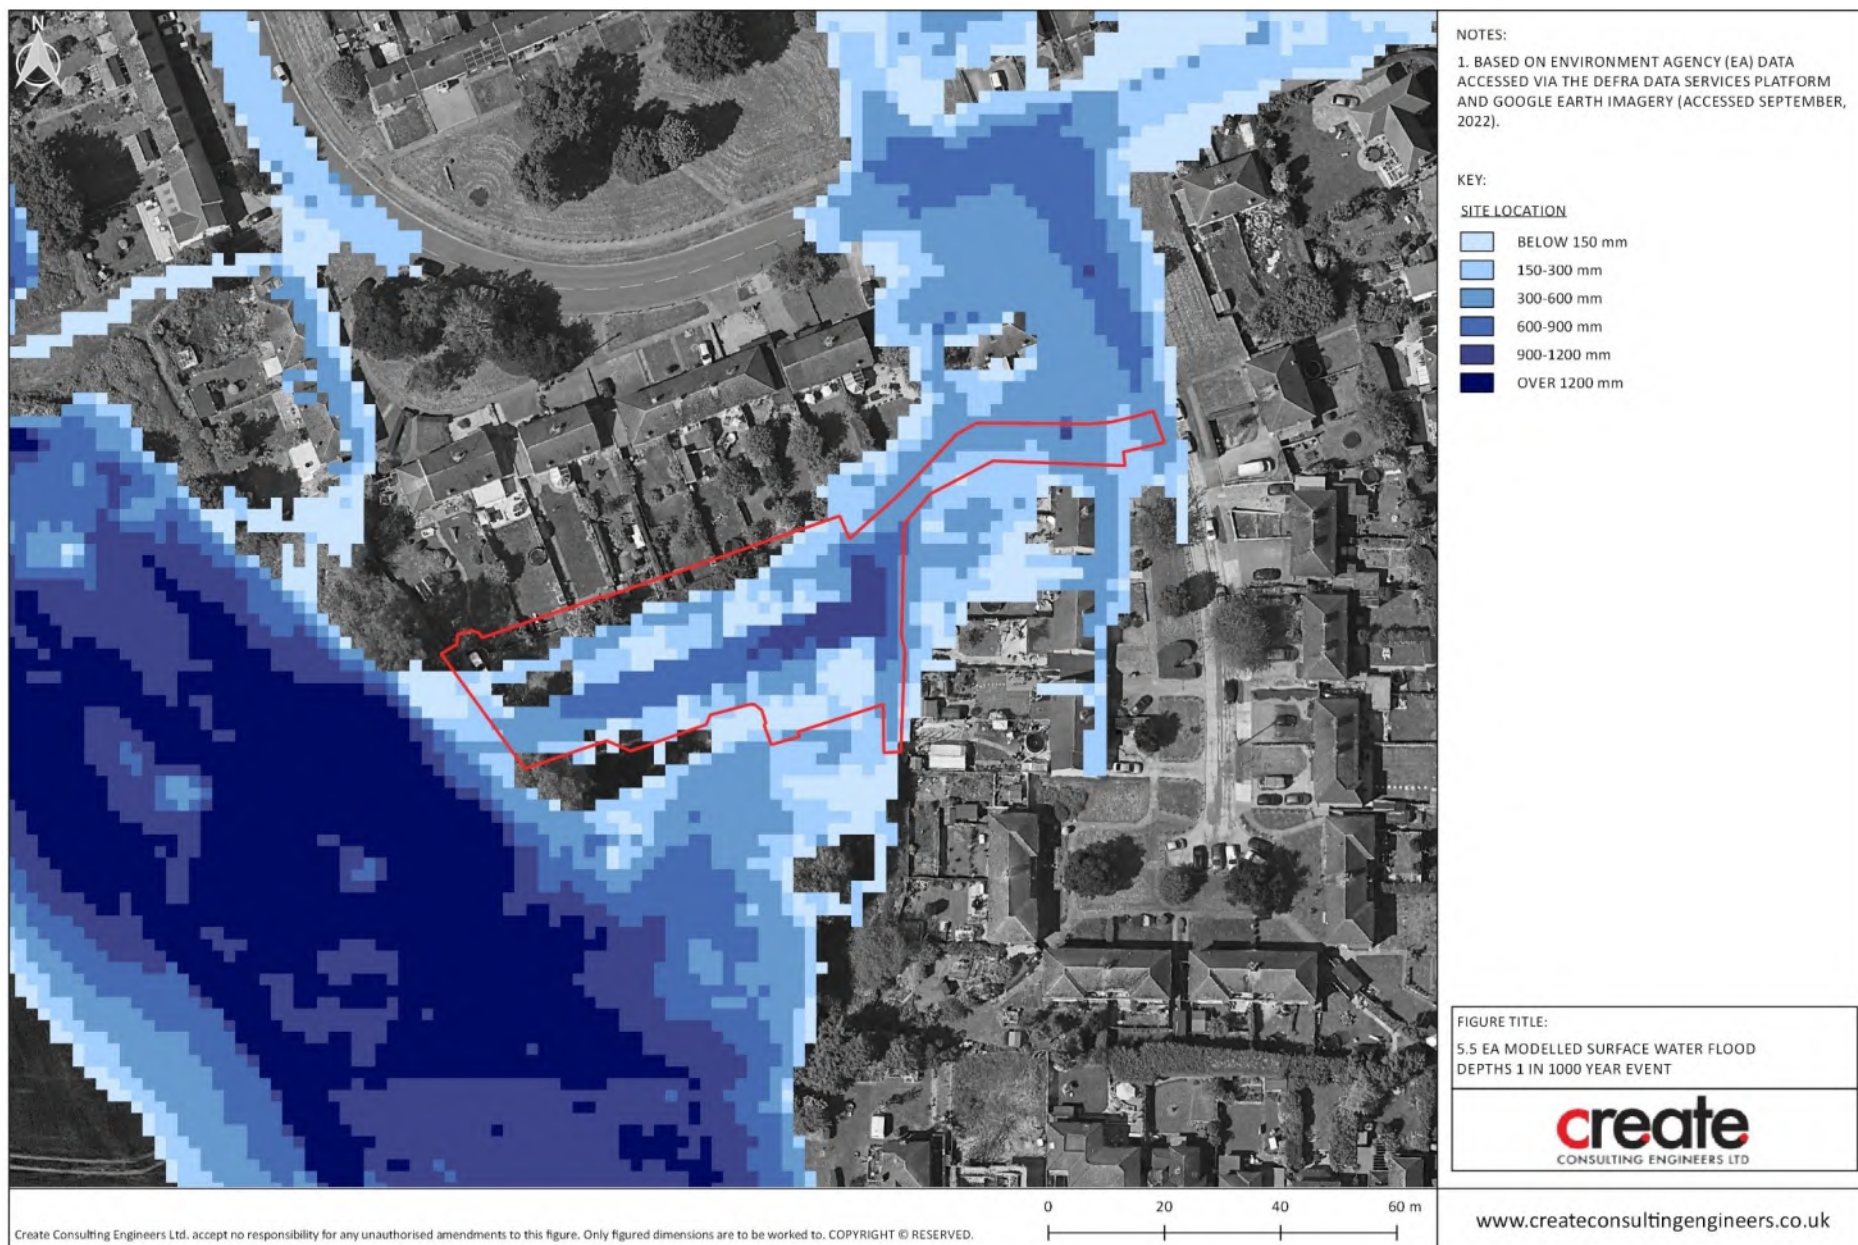 N
NOTES:
1. BASED ON ENVIRONMENT AGENCY (EA) DATA
ACCESSED VIA THE DEFRA DATA SERVICES PLATFORM
AND GOOGLE EARTH IMAGERY (ACCESSED SEPTEMBER,
2022).
KEY:
SITE LOCATION
BELOW 150 mm
150-300 mm
300-600 mm
600-900 mm
900-1200 mm
OVER 1200 mm
FIGURE TITLE:
5.5 EA MODELLED SURFACE WATER FLOOD
DEPTHS 1 IN 1000 YEAR EVENT
create
CONSULTING ENGINEERS LTD
0 20 40 60 m
Create Consulting Engineers Ltd. accept no responsibility for any unauthorised amendments to this figure. Only figured dimensions are to be worked to. COPYRIGHT © RESERVED.
www.createconsultingengineers.co.uk